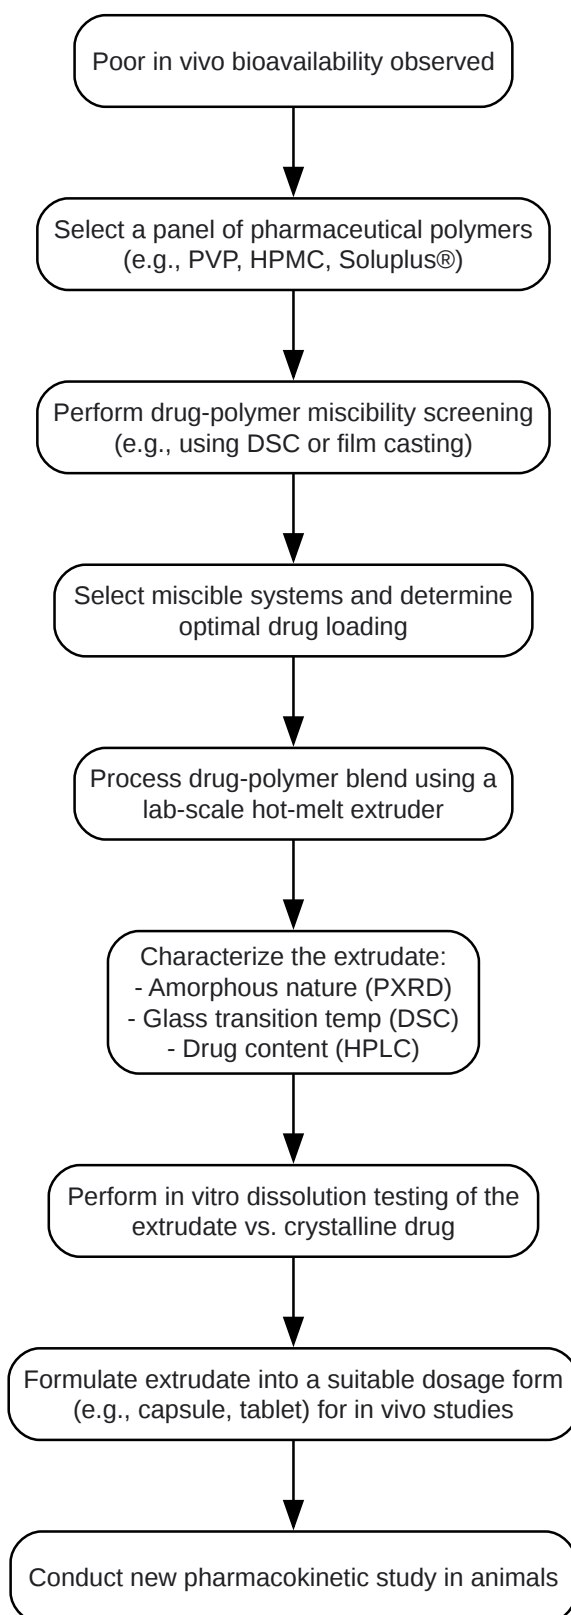 Poor in vivo bioavailability observed
Select a panel of pharmaceutical polymers
(e.g., PVP, HPMC, Soluplus®)
Perform drug-polymer miscibility screening
(e.g., using DSC or film casting)
Select miscible systems and determine
optimal drug loading
Process drug-polymer blend using a
lab-scale hot-melt extruder
Characterize the extrudate:
- Amorphous nature (PXRD)
- Glass transition temp (DSC)
- Drug content (HPLC)
Perform in vitro dissolution testing of the
extrudate vs. crystalline drug
Formulate extrudate into a suitable dosage form
(e.g., capsule, tablet) for in vivo studies
Conduct new pharmacokinetic study in animals